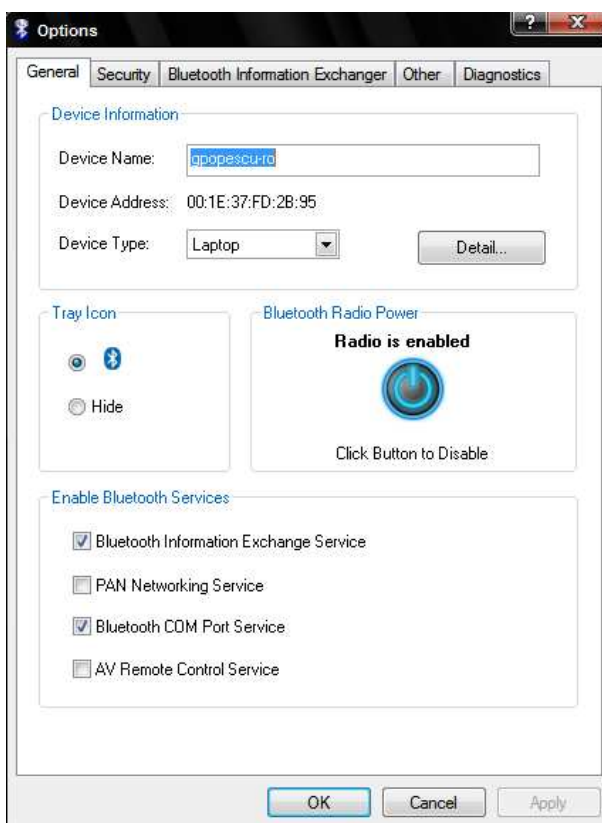 Options
?
X
General Security Bluetooth Information Exchanger Other Diagnostics
Device Information
Device Name: gpopescu-ro
Device Address: 00:1E:37:FD:2B:95
Device Type: Laptop Detail...
Tray Icon
Hide
Bluetooth Radio Power
Radio is enabled
Click Button to Disable
Enable Bluetooth Services
Bluetooth Information Exchange Service
PAN Networking Service
Bluetooth COM Port Service
AV Remote Control Service
OK Cancel Apply